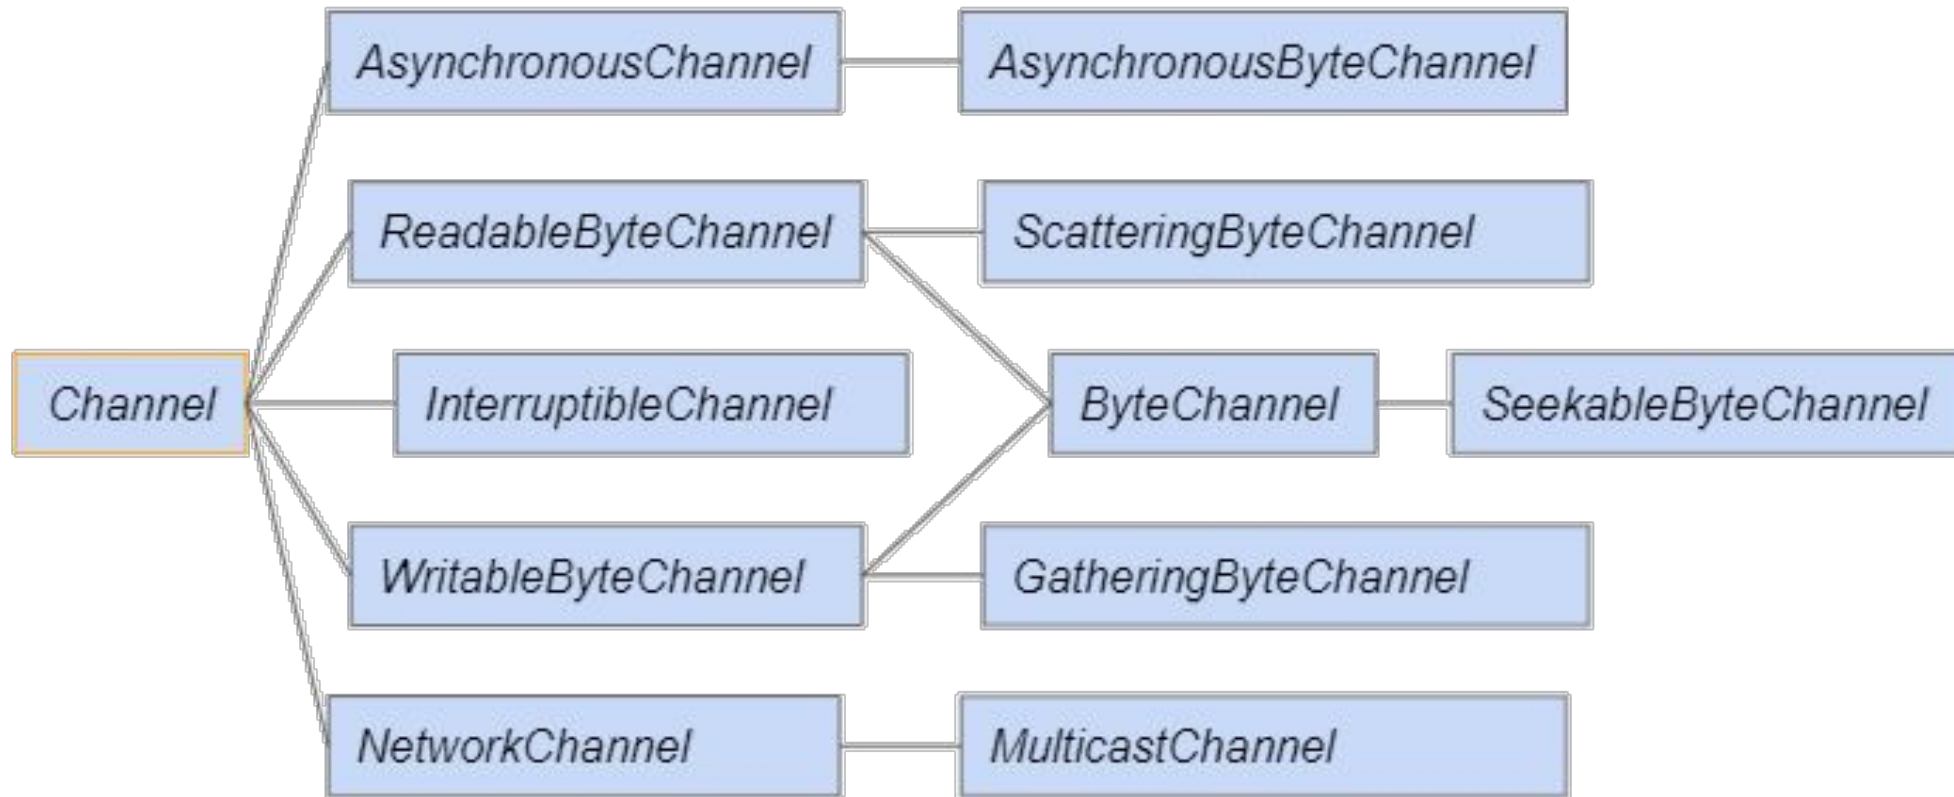 AsynchronousChannel
AsynchronousByteChannel
ReadableByteChannel
ScatteringByteChannel
Channel
InterruptibleChannel
ByteChannel
SeekableByteChannel
WritableByteChannel
GatheringByteChannel
NetworkChannel
MulticastChannel